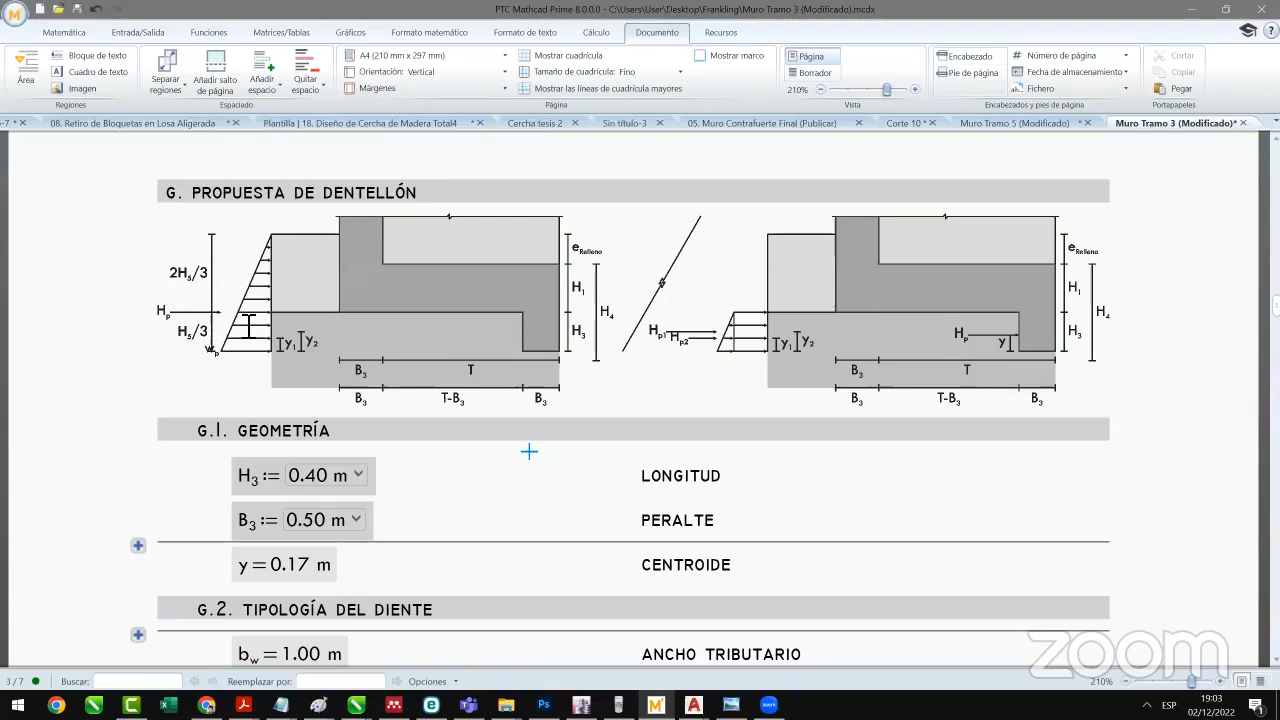 PTC Mathcad Prime 8.0.0.0 - C:\Users\User\Desktop\Frankling\Muro Tramo 3 (Modificado).mcdx
Matemática Entrada/Salida Funciones Matrices/Tablas Formato matemático Formato de texto Cálculo Documento Recursos
Área
Bloque de texto
Cuadro de texto
Imagen
Regiones
Separar regiones
Añadir salto de página
Añadir espacio
Quitar espacio
Espaciado
A4 (210 mm x 297 mm)
Orientación: Vertical
Márgenes
Mostrar cuadrícula
Tamaño de cuadrícula: Fino
Mostrar las líneas de cuadrícula mayores
Mostrar marco
Página
Página
Borrador
210%
Vista
Encabezado
Pie de página
Número de página
Fecha de almacenamiento
Fichero
Encabezados y pies de página
Cortar
Copiar
Pegar
Portapapeles
-7 * 08. Retiro de Bloquetas en Losa Aligerada * Plantilla | 18. Diseño de Cercha de Madera Total4 Cercha tesis 2 Sin título-3 05. Muro Contrafuerte Final (Publicar) Corte 10 * Muro Tramo 5 (Modificado) * Muro Tramo 3 (Modificado)*
G. PROPUESTA DE DENTELLÓN
2H5/3
Hp
H5/3
y1 y2
eRelleno
H1
H3
H4
B3 T
B3 T-B3 B3
Hp1 Hp2
y1 y2
Hp
y
eRelleno
H1
H3
H4
B3 T
B3 T-B3 B3
G.1. GEOMETRÍA
H3 := 0.40 m LONGITUD
B3 := 0.50 m PERALTE
y = 0.17 m CENTROIDE
G.2. TIPOLOGÍA DEL DIENTE
bw = 1.00 m ANCHO TRIBUTARIO
zoom
3 / 7 Buscar: Reemplazar por: Opciones 210%
ESP
19:03
02/12/2022